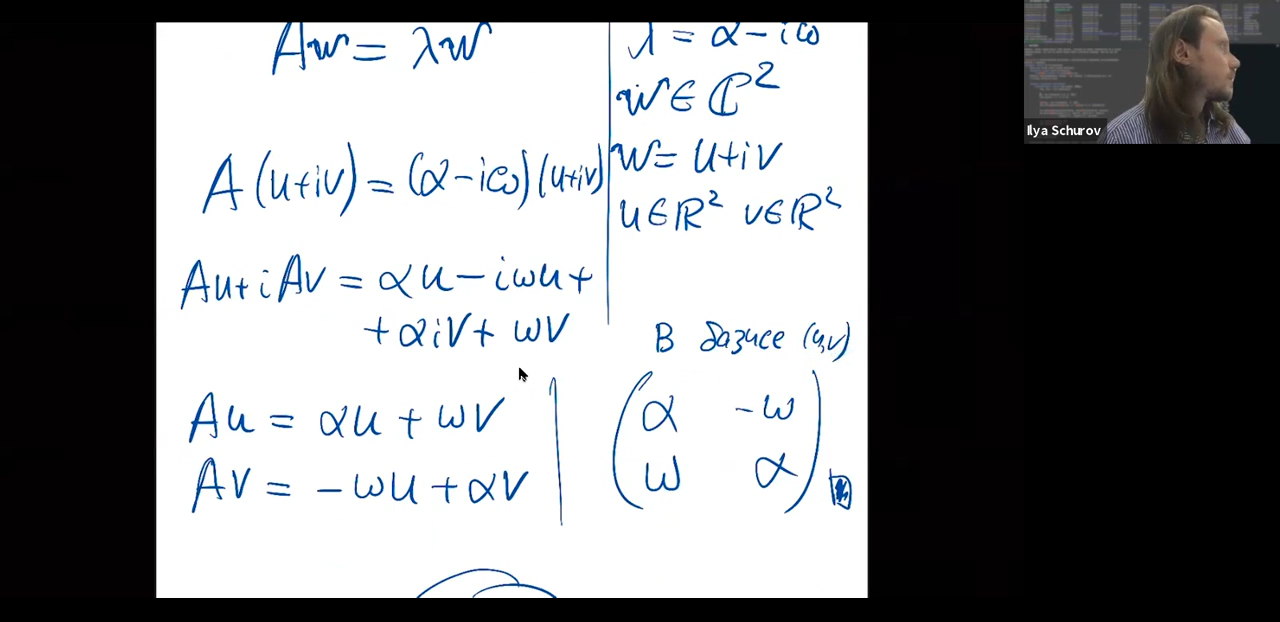 Aw = λw
A(u+iv) = (α-iω)(u+iv)
Au+iAv = αu-iωu+
+αiv+ωv
Au = αu+ωv
Av = -ωu+αv
λ = α-iω
w∈ℂ²
w = u+iv
u∈ℝ² v∈ℝ²
В базисе (u,v)
α -ω
ω α
Ilya Schurov